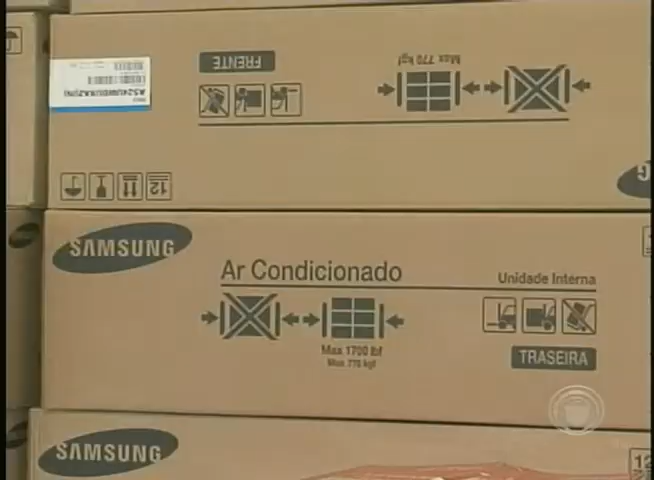 Max 770 kgf
FRENTE
12
SAMSUNG
Ar Condicionado
Unidade Interna
Max 1700 lbf
Max 770 kgf
TRASEIRA
SAMSUNG
12